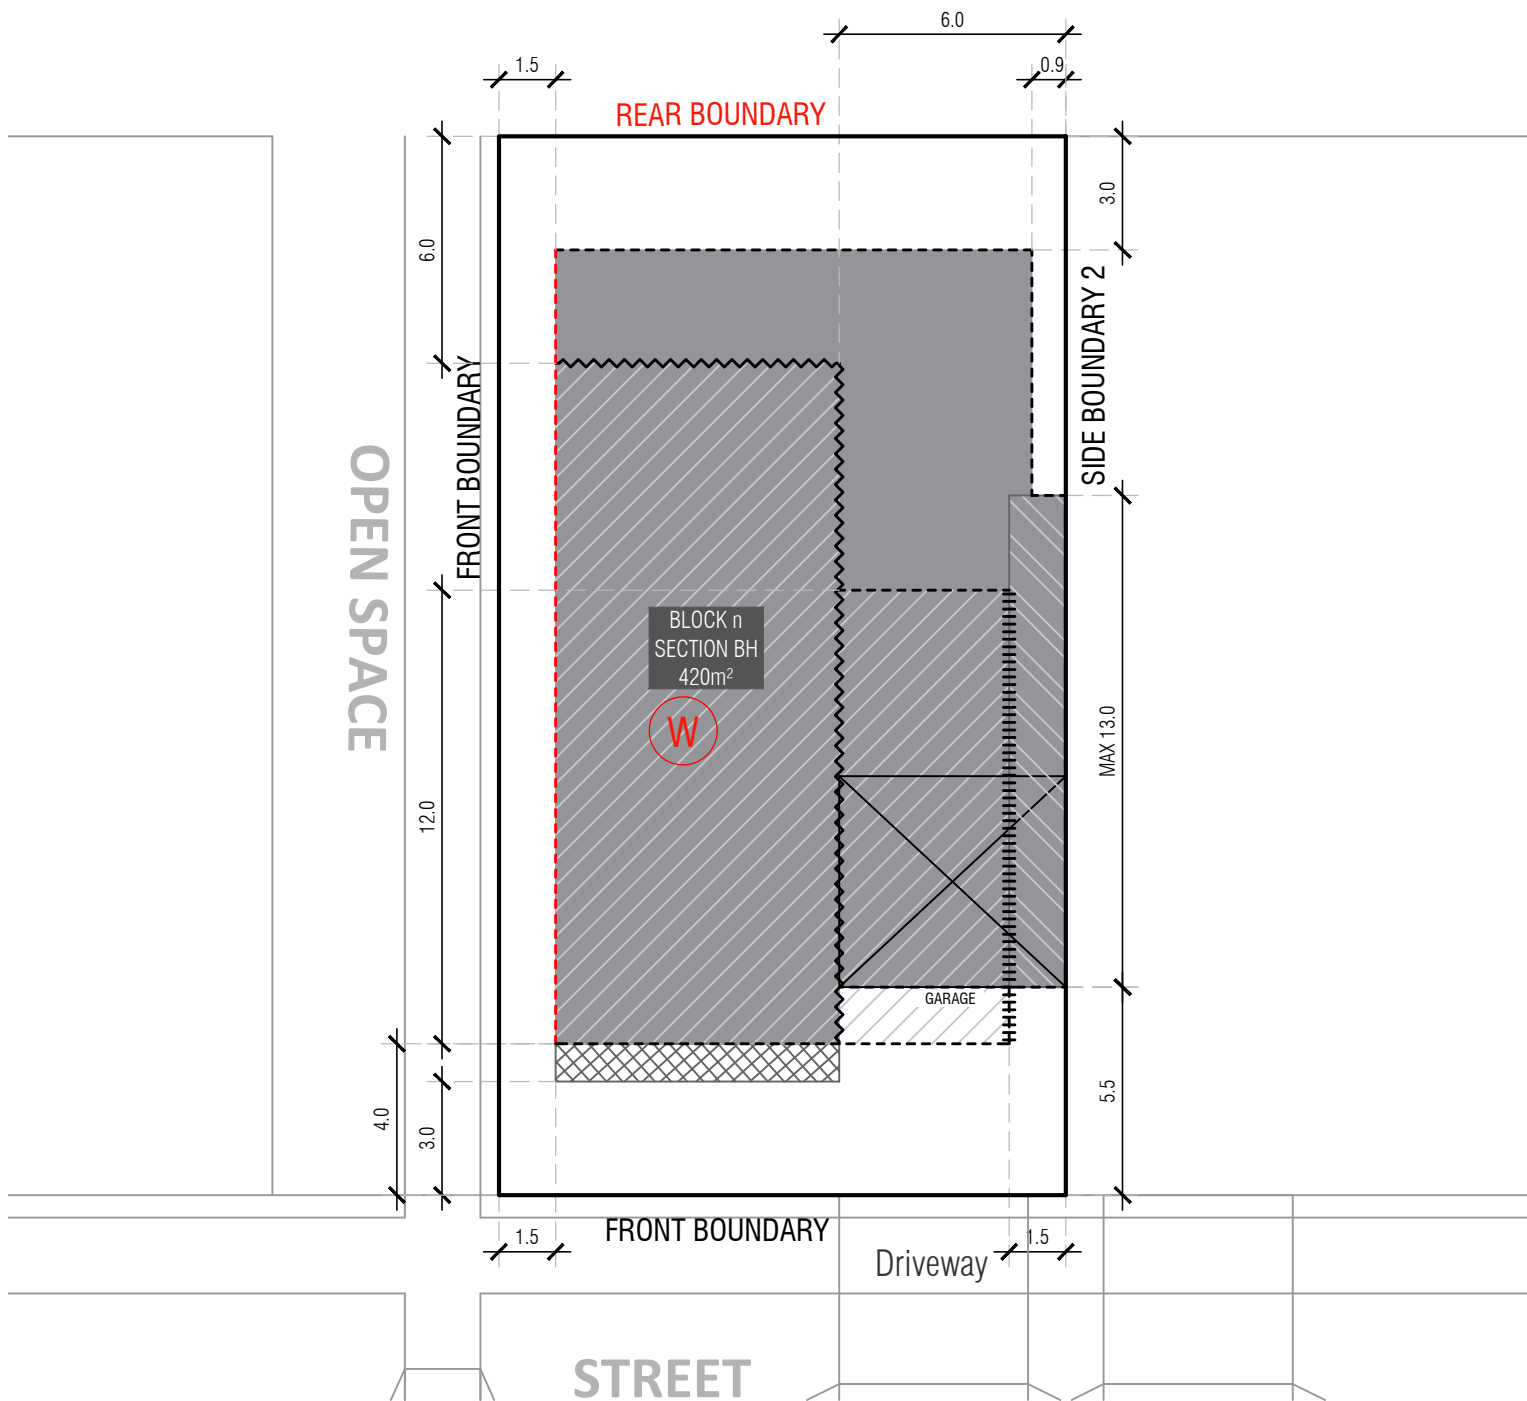 6.0
1.5
0.9
REAR BOUNDARY
3.0
6.0
SIDE BOUNDARY 2
FRONT BOUNDARY
OPEN SPACE
BLOCK n
SECTION BH
420m²
W
MAX 13.0
12.0
GARAGE
4.0
3.0
5.5
1.5
FRONT BOUNDARY
1.5
Driveway
STREET